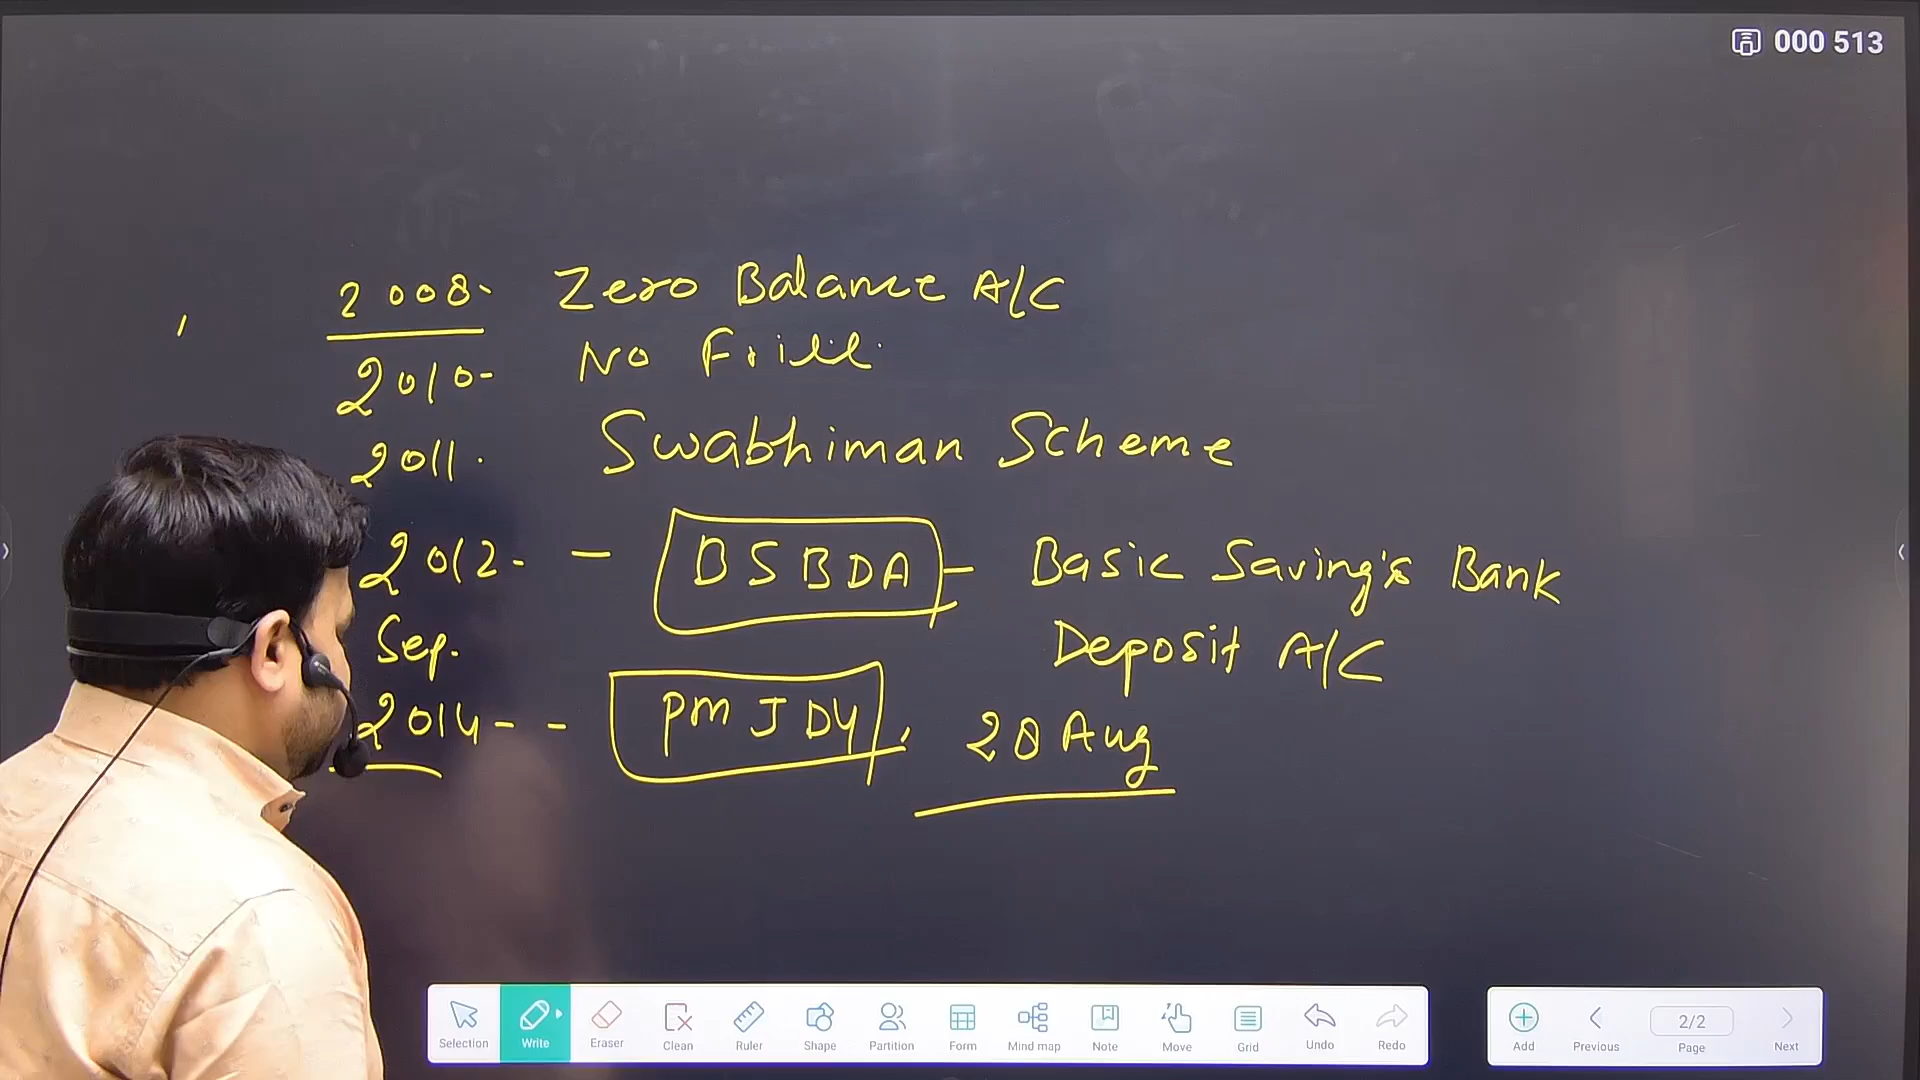 000 513
2008- Zero Balance A/C
2010- No Frill
2011. Swabhiman Scheme
2012- - BSBDA - Basic Saving's Bank
Sep. Deposit A/C
2014- - PMJDY, 28 Aug
Selection Write Eraser Clean Ruler Shape Partition Form Mind map Note Move Grid Undo Redo
Add Previous 2/2 Page Next